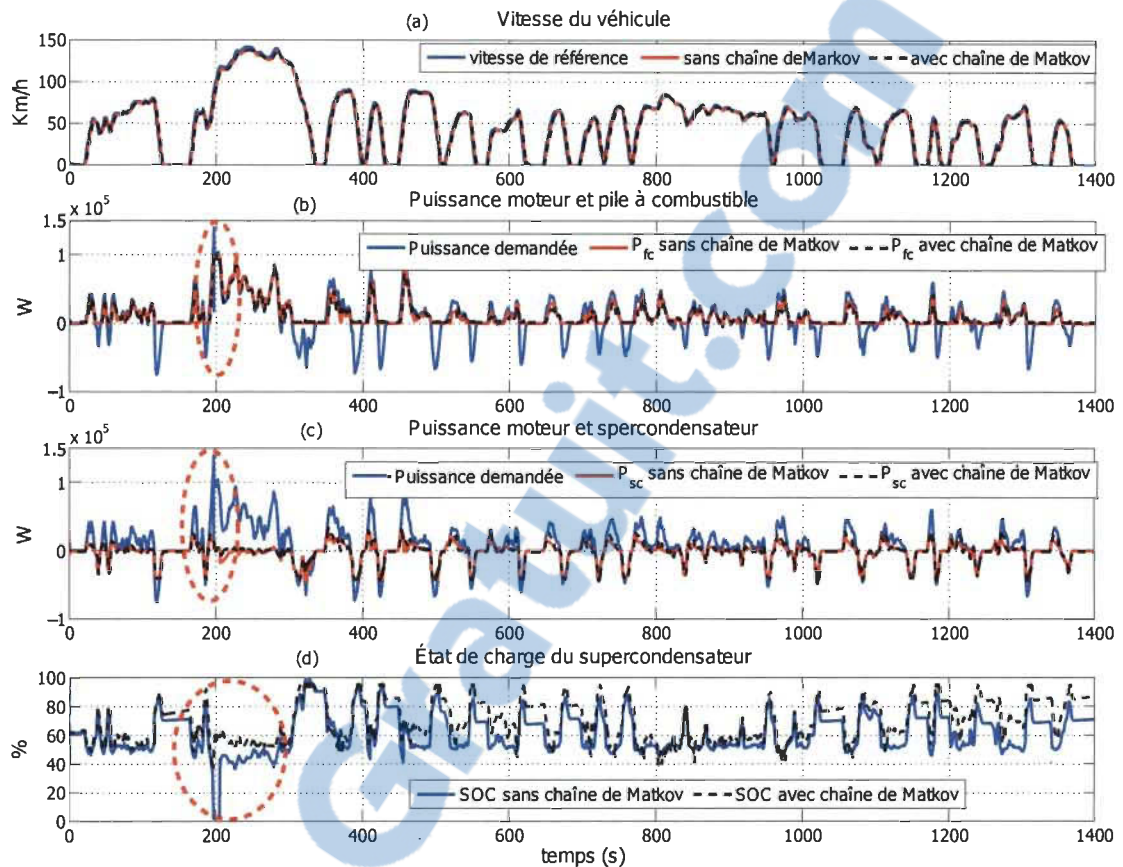 (a)
Vitesse du véhicule
150
100
50
0
Km/h
vitesse de référence
sans chaîne deMarkov
avec chaîne de Matkov
0 200 400 600 800 1000 1200 1400
x 10^5
(b)
Puissance moteur et pile à combustible
1.5
1
0
−1
W
Puissance demandée
P_fc sans chaîne de Matkov
P_fc avec chaîne de Matkov
0 200 400 600 800 1000 1200 1400
x 10^5
(c)
Puissance moteur et spercondensateur
1.5
1
0
−1
W
Puissance demandée
P_sc sans chaîne de Matkov
P_sc avec chaîne de Matkov
0 200 400 600 800 1000 1200 1400
(d)
État de charge du supercondensateur
100
80
60
40
20
0
%
SOC sans chaîne de Matkov
SOC avec chaîne de Matkov
0 200 400 600 800 1000 1200 1400
temps (s)
Gratuit.com